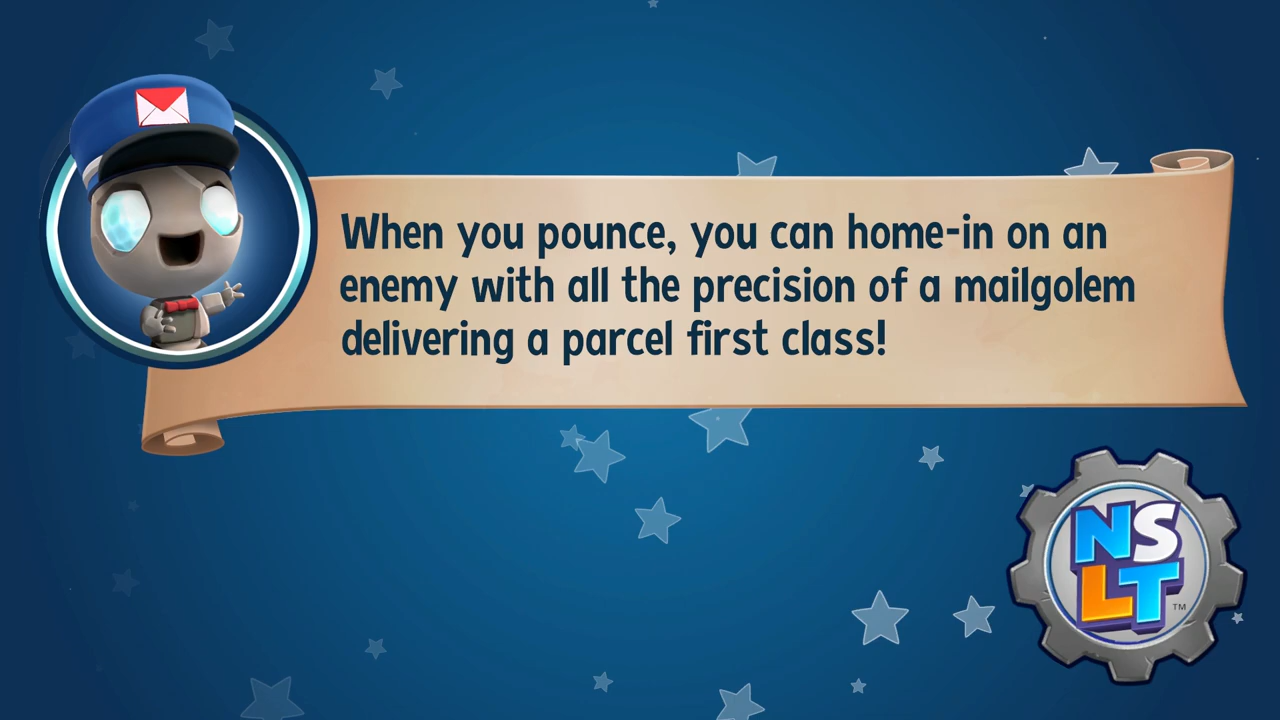 When you pounce, you can home-in on an
enemy with all the precision of a mailgolem
delivering a parcel first class!
NS
LT
TM